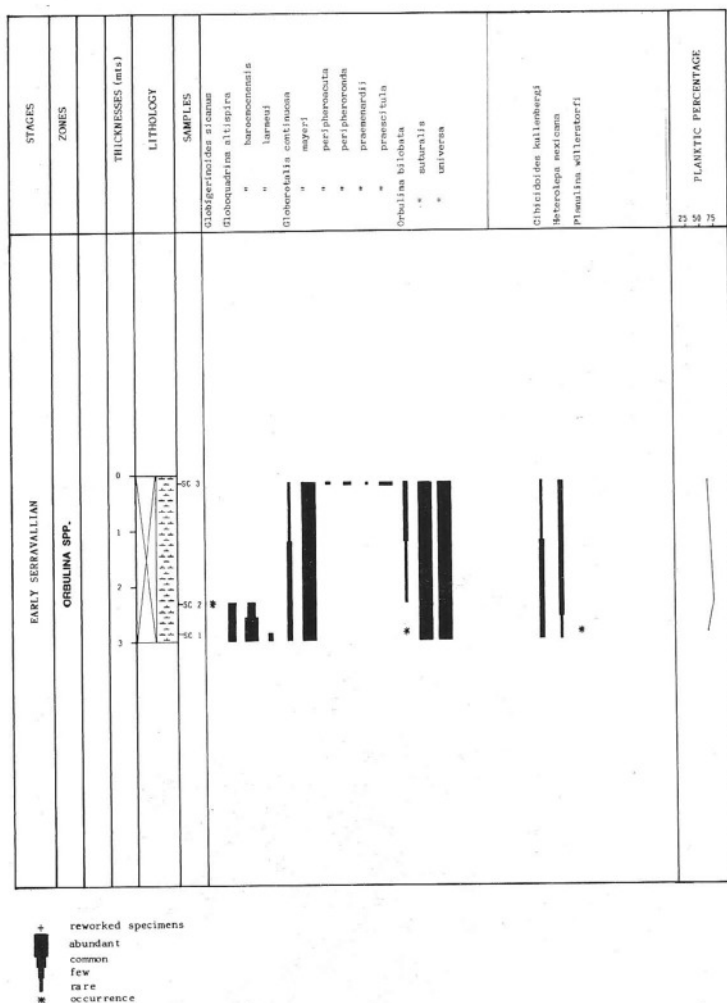 STAGES
ZONES
THICKNESSES (mts)
LITHOLOGY
SAMPLES
Globigerinoides sicanus
Globoquadrina altispira
" baroemoenensis
" larmeui
Globorotalia continuosa
" mayeri
" peripheroacuta
" peripheroronda
" praemenardii
" praescitula
Orbulina bilobata
" suturalis
" universa
Cibicidoides kullenbergi
Heterolepa mexicana
Planulina wüllerstorfi
PLANKTIC PERCENTAGE
25 50 75
EARLY SERRAVALLIAN
ORBULINA SPP.
0
1
2
3
SC 3
SC 2
SC 1
*
*
*
+ reworked specimens
abundant
common
few
rare
* occurrence